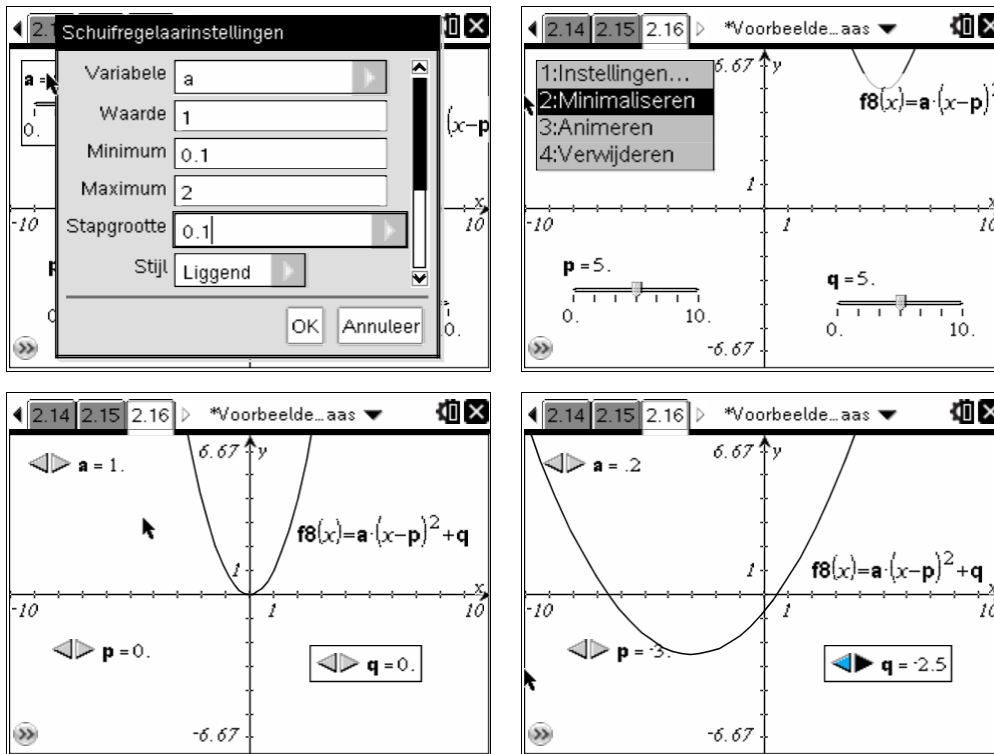 2.1
Schuifregelaarinstellingen
a =
0.
Variabele a
Waarde 1
Minimum 0.1
Maximum 2
Stapgrootte 0.1
Stijl Liggend
OK Annuleer
(x-p
x
-10
10
0.
2.14 2.15 2.16 *Voorbeelde…aas
1:Instellingen…
2:Minimaliseren
3:Animeren
4:Verwijderen
6.67 y
f8(x)=a·(x-p)²
1
x
-10 1 10
p = 5.
0. 10.
q = 5.
0. 10.
-6.67
2.14 2.15 2.16 *Voorbeelde…aas
6.67 y
a = 1.
f8(x)=a·(x-p)²+q
1
x
-10 1 10
p = 0.
q = 0.
-6.67
2.14 2.15 2.16 *Voorbeelde…aas
6.67 y
a = .2
1
f8(x)=a·(x-p)²+q
x
-10 1 10
p = -3.
q = -2.5
-6.67